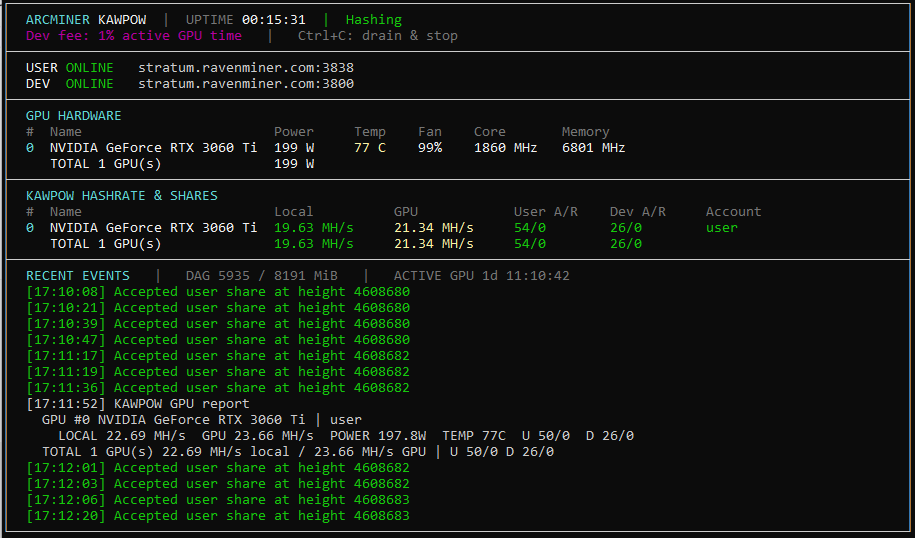 ARCMINER KAWPOW | UPTIME 00:15:31 | Hashing
Dev fee: 1% active GPU time | Ctrl+C: drain & stop
USER ONLINE stratum.ravenminer.com:3838
DEV ONLINE stratum.ravenminer.com:3800
GPU HARDWARE
# Name Power Temp Fan Core Memory
0 NVIDIA GeForce RTX 3060 Ti 199 W 77 C 99% 1860 MHz 6801 MHz
TOTAL 1 GPU(s) 199 W
KAWPOW HASHRATE & SHARES
# Name Local GPU User A/R Dev A/R Account
0 NVIDIA GeForce RTX 3060 Ti 19.63 MH/s 21.34 MH/s 54/0 26/0 user
TOTAL 1 GPU(s) 19.63 MH/s 21.34 MH/s 54/0 26/0
RECENT EVENTS | DAG 5935 / 8191 MiB | ACTIVE GPU 1d 11:10:42
[17:10:08] Accepted user share at height 4608680
[17:10:21] Accepted user share at height 4608680
[17:10:39] Accepted user share at height 4608680
[17:10:47] Accepted user share at height 4608680
[17:11:17] Accepted user share at height 4608682
[17:11:19] Accepted user share at height 4608682
[17:11:36] Accepted user share at height 4608682
[17:11:52] KAWPOW GPU report
GPU #0 NVIDIA GeForce RTX 3060 Ti | user
LOCAL 22.69 MH/s GPU 23.66 MH/s POWER 197.8W TEMP 77C U 50/0 D 26/0
TOTAL 1 GPU(s) 22.69 MH/s local / 23.66 MH/s GPU | U 50/0 D 26/0
[17:12:01] Accepted user share at height 4608682
[17:12:03] Accepted user share at height 4608682
[17:12:06] Accepted user share at height 4608683
[17:12:20] Accepted user share at height 4608683